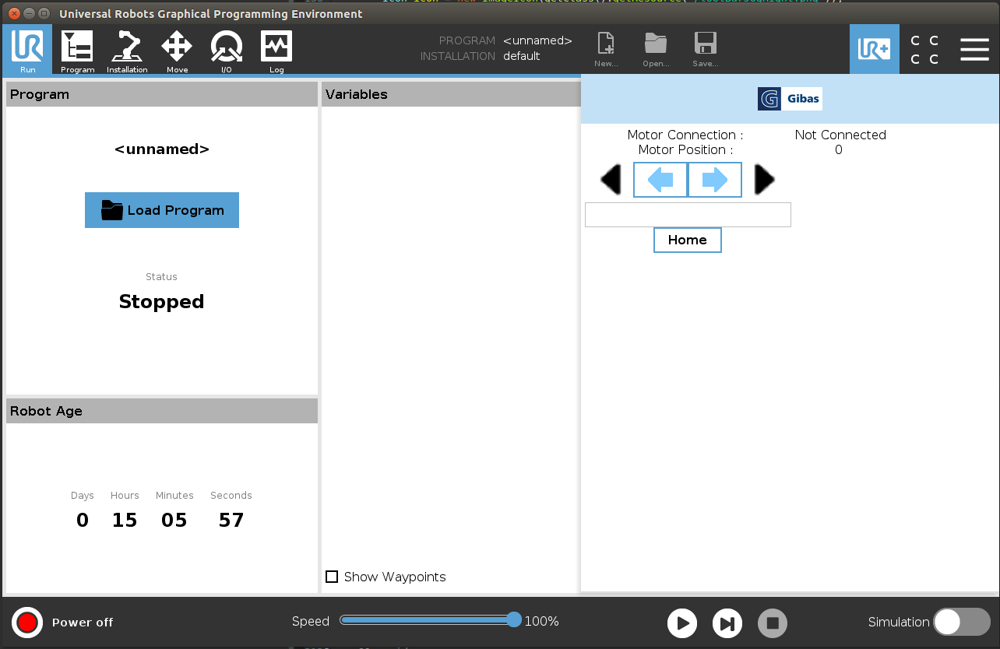 Universal Robots Graphical Programming Environment
PROGRAM <unnamed>
INSTALLATION default
Run Program Installation Move I/O Log
New... Open... Save...
UR+
C C
C C
Program
<unnamed>
Load Program
Status
Stopped
Robot Age
Days Hours Minutes Seconds
0 15 05 57
Variables
Show Waypoints
G Gibas
Motor Connection : Not Connected
Motor Position : 0
Home
Power off
Speed 100%
Simulation